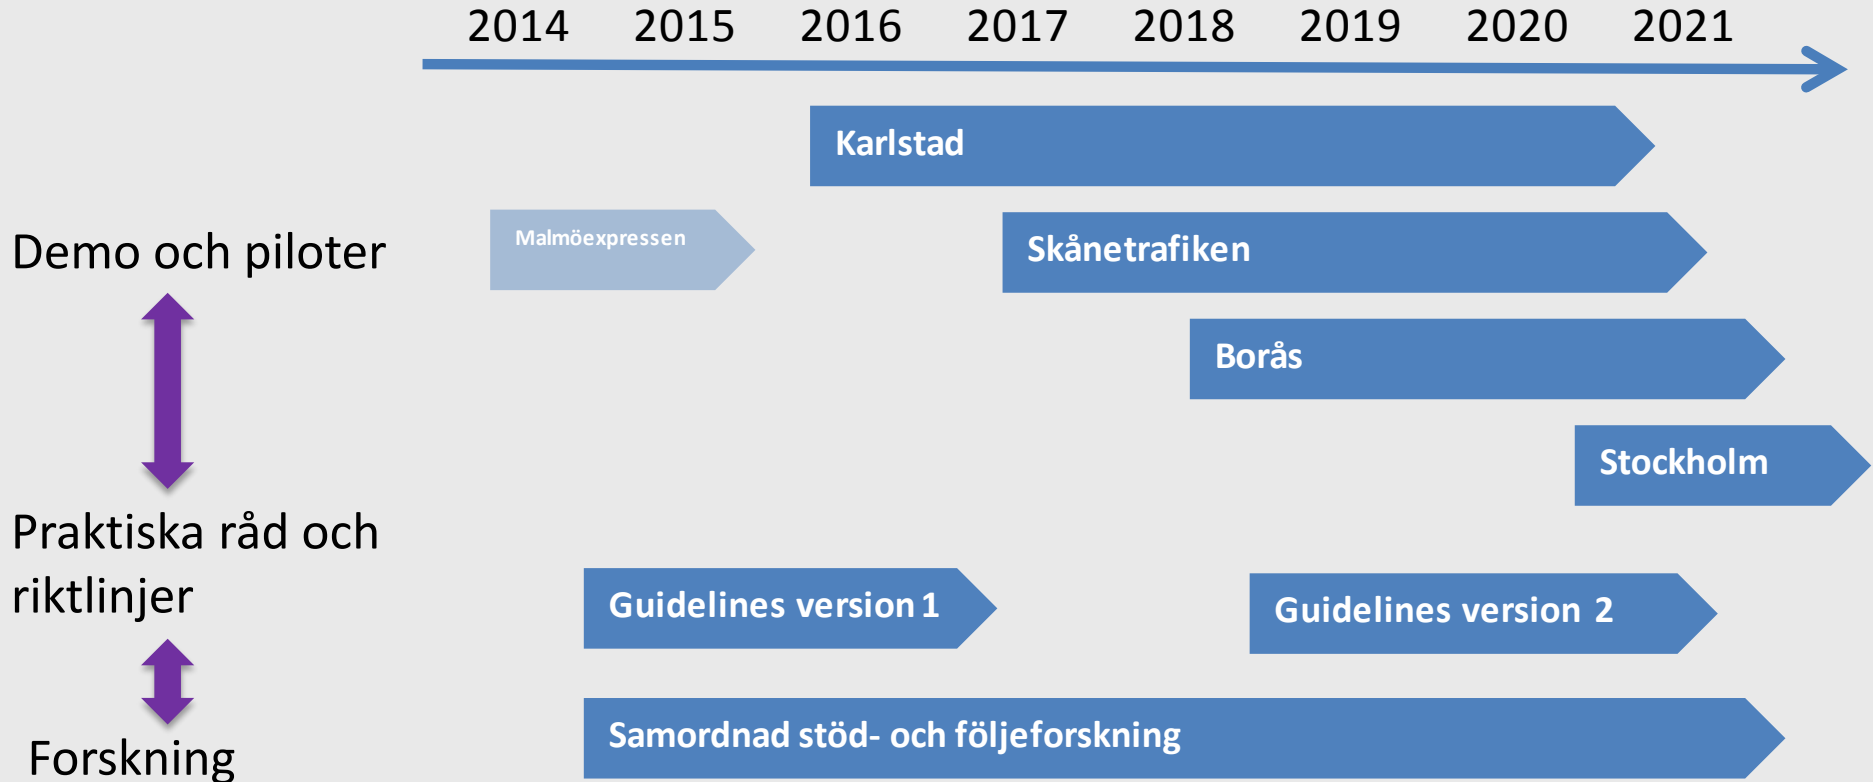 2014 2015 2016 2017 2018 2019 2020 2021
Karlstad
Malmöexpressen
Skånetrafiken
Demo och piloter
Borås
Stockholm
Praktiska råd och
riktlinjer
Guidelines version 1
Guidelines version 2
Samordnad stöd- och följeforskning
Forskning